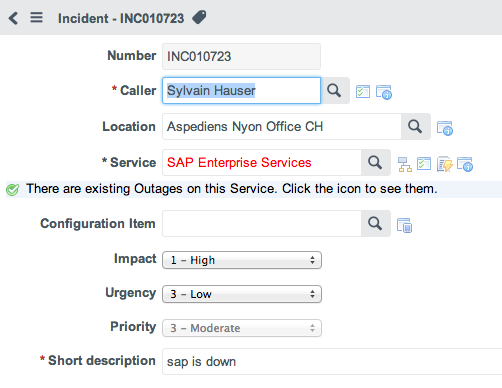 Incident - INC010723
Number INC010723
* Caller Sylvain Hauser
Location Aspediens Nyon Office CH
* Service SAP Enterprise Services
There are existing Outages on this Service. Click the icon to see them.
Configuration Item
Impact 1 - High
Urgency 3 - Low
Priority 3 - Moderate
* Short description sap is down